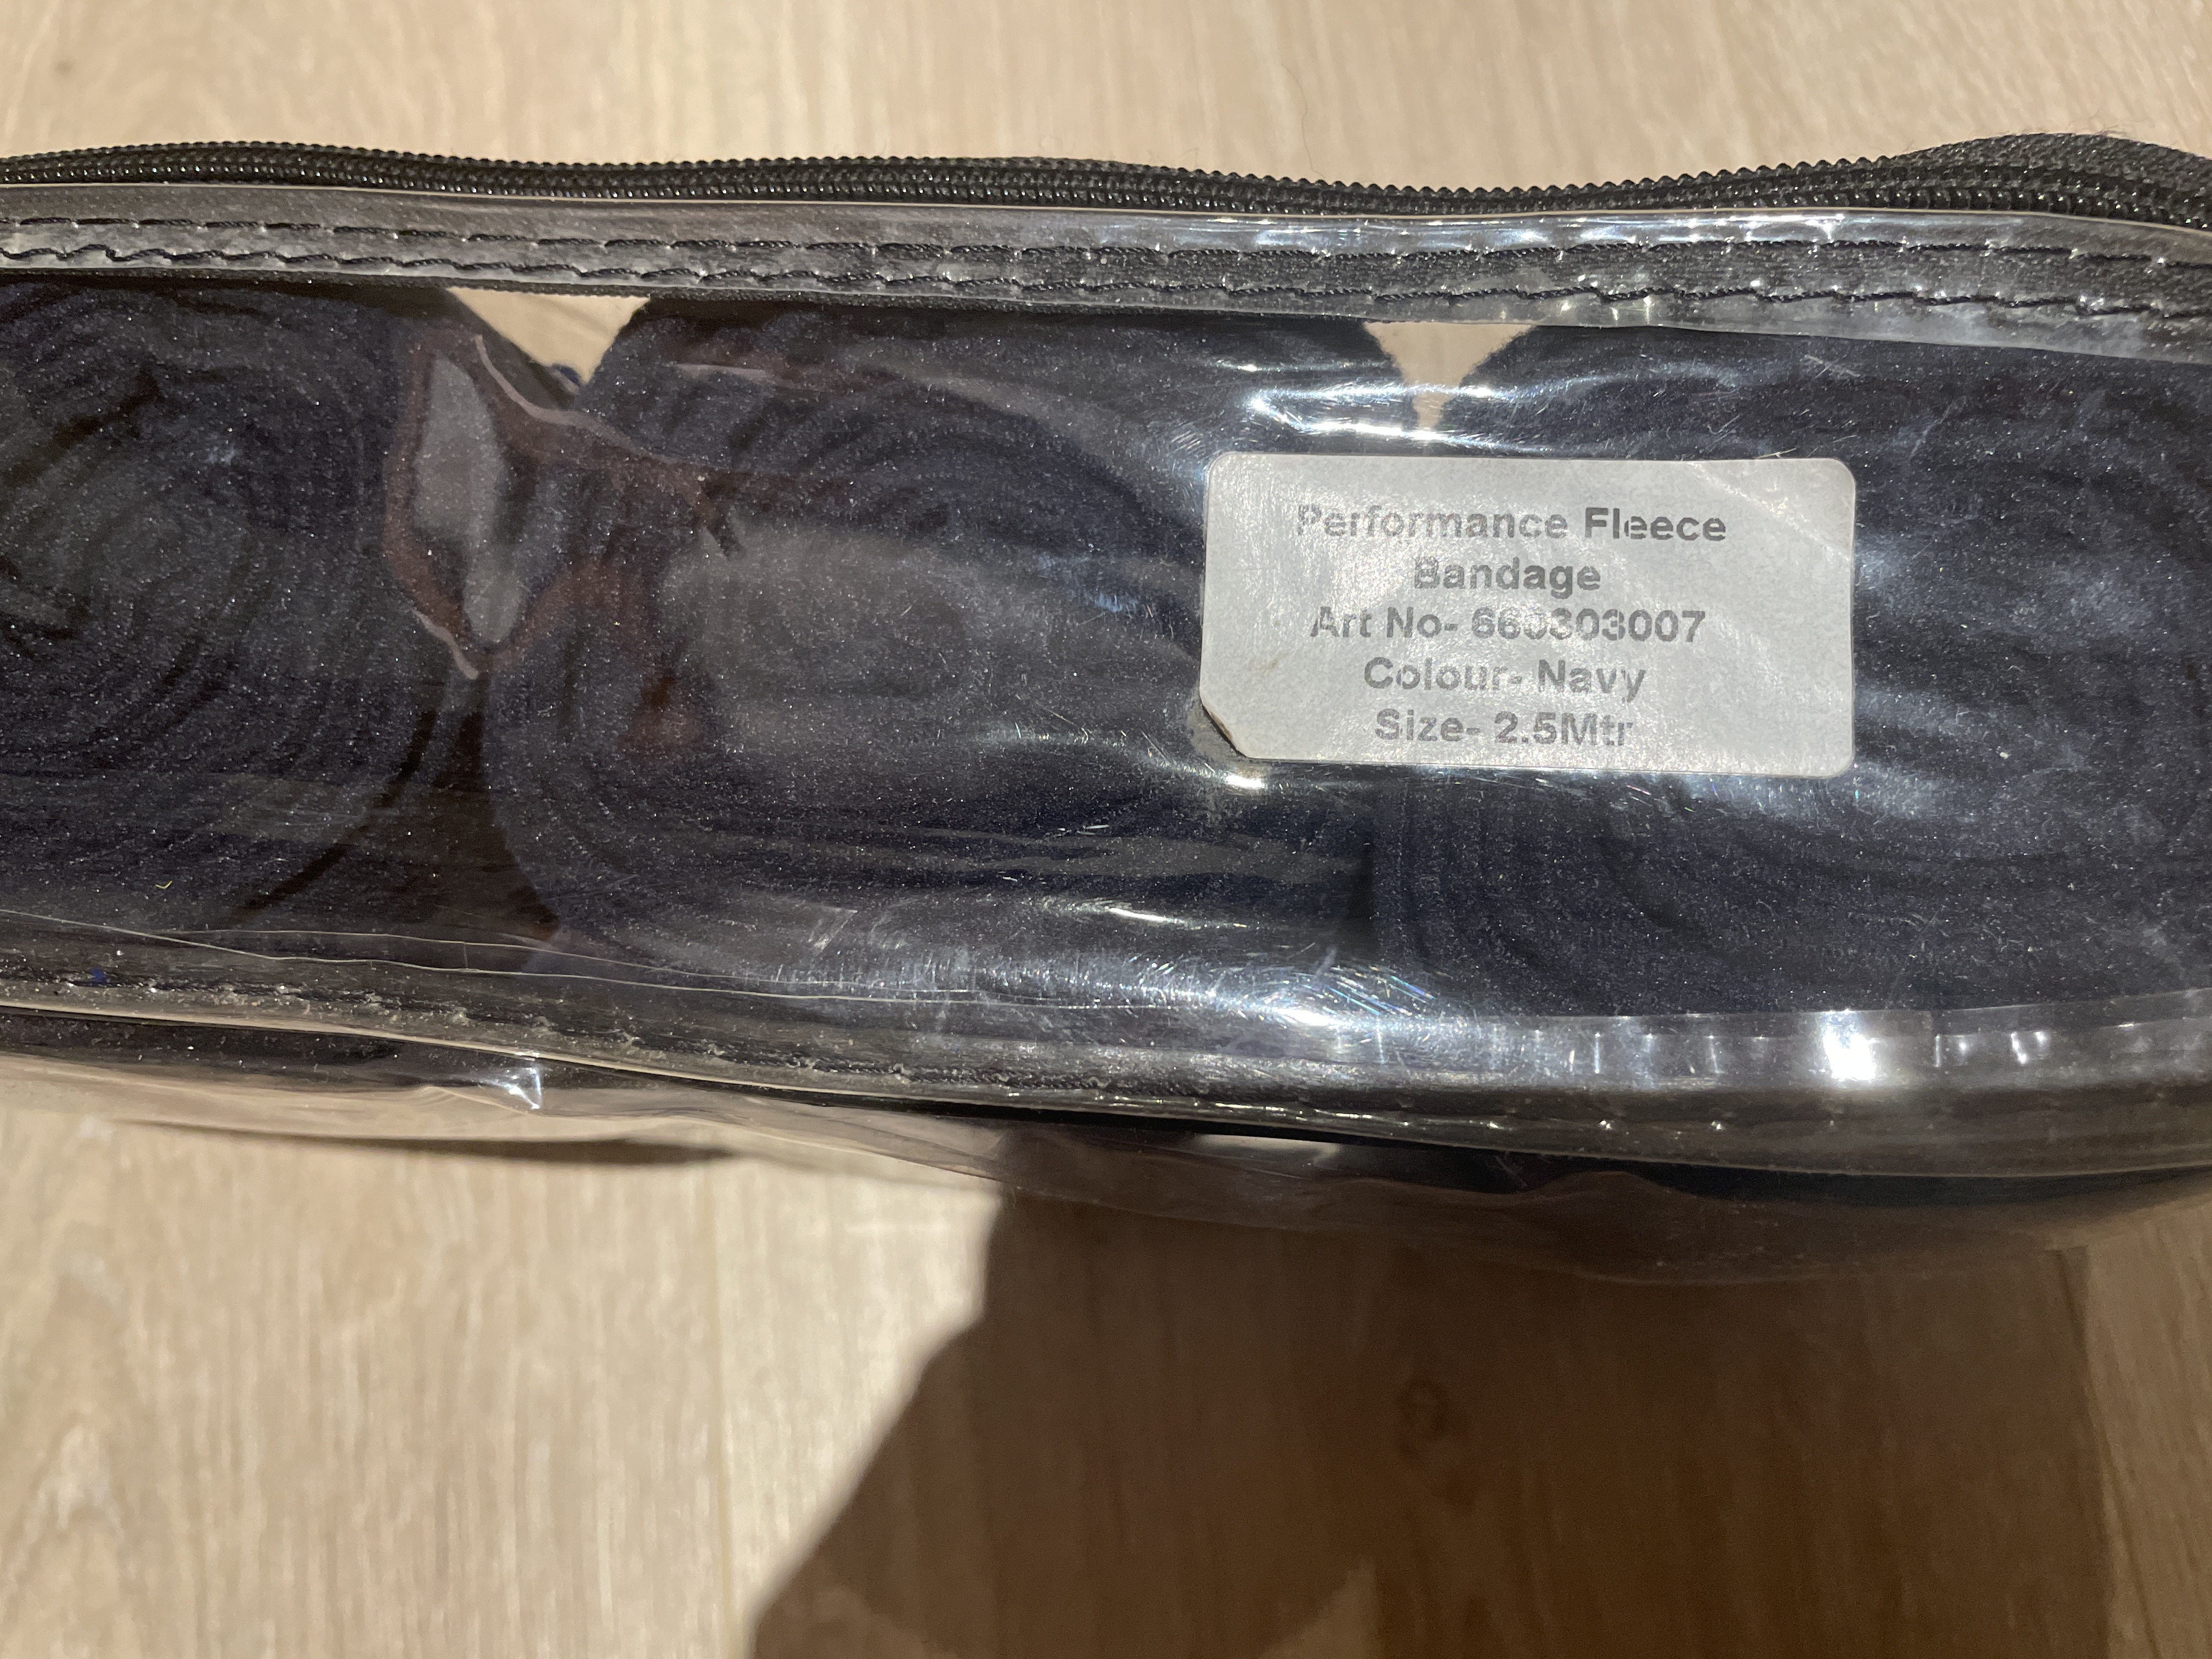 Performance Fleece
Bandage
Art No- 660303007
Colour- Navy
Size- 2.5Mtr